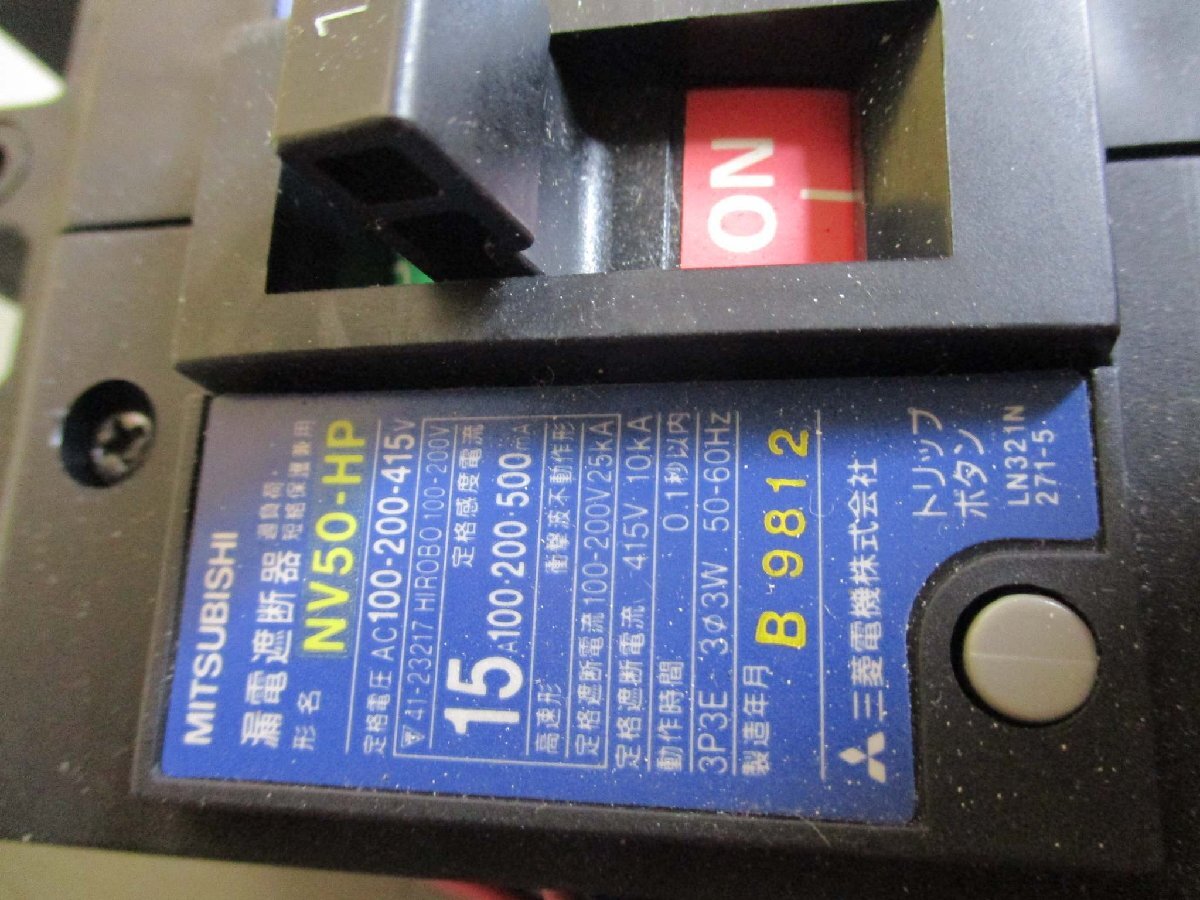 ON
MITSUBISHI
漏電遮断器 過負荷・短絡保護兼用
形名 NV50-HP
定格電圧 AC100-200-415V
41-23217 HIROBO 100-200V
15A 定格感度電流 100·200·500mA
高速形 衝撃波不動作形
定格遮断電流 100-200V 25kA
定格遮断電流 415V 10kA
動作時間 0.1秒以内
3P3E 3ø3W 50-60Hz
製造年月 B 9812
三菱電機株式会社
トリップ
ボタン
LN321N
271-5